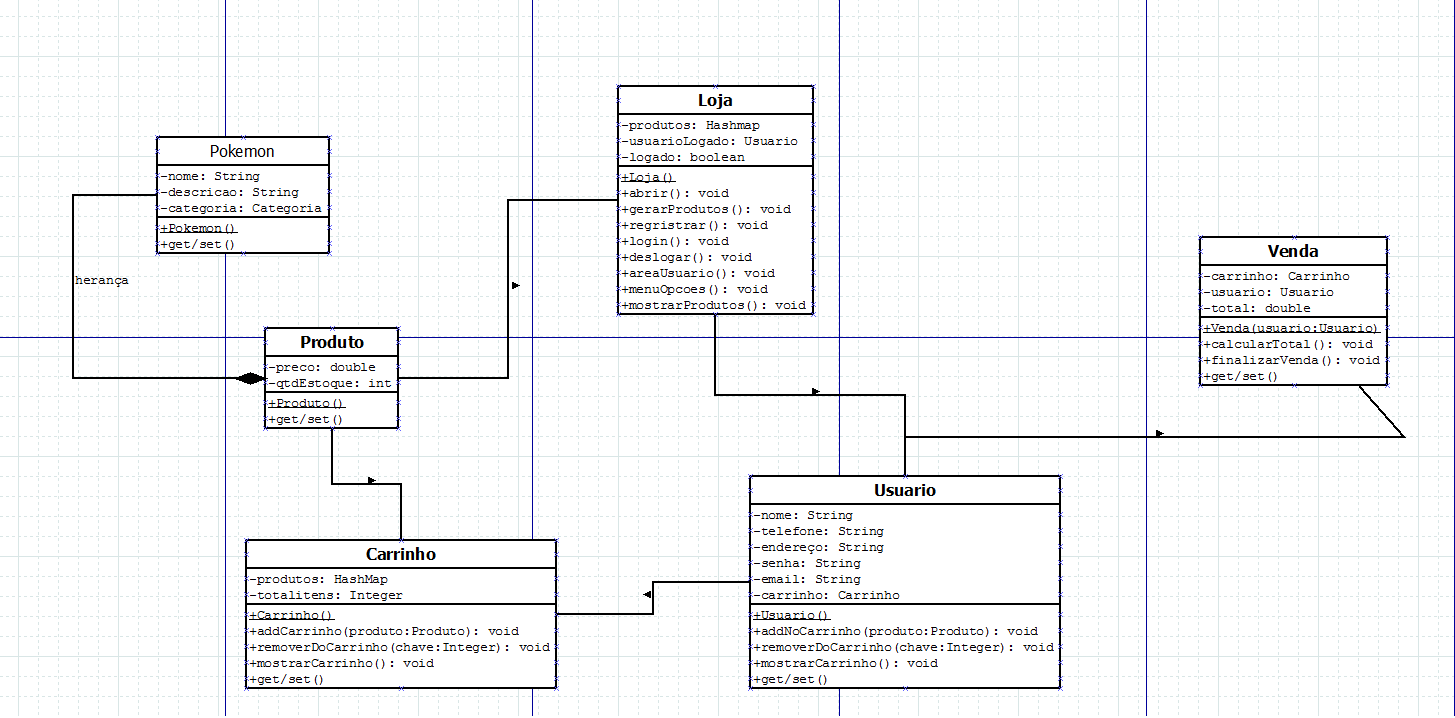 Loja
-produtos: Hashmap
-usuarioLogado: Usuario
-logado: boolean
+Loja()
+abrir(): void
+gerarProdutos(): void
+regristrar(): void
+login(): void
+deslogar(): void
+areaUsuario(): void
+menuOpcoes(): void
+mostrarProdutos(): void
Pokemon
-nome: String
-descricao: String
-categoria: Categoria
+Pokemon()
+get/set()
herança
Venda
-carrinho: Carrinho
-usuario: Usuario
-total: double
+Venda(usuario:Usuario)
+calcularTotal(): void
+finalizarVenda(): void
+get/set()
Produto
-preco: double
-qtdEstoque: int
+Produto()
+get/set()
Usuario
-nome: String
-telefone: String
-endereço: String
-senha: String
-email: String
-carrinho: Carrinho
+Usuario()
+addNoCarrinho(produto:Produto): void
+removerDoCarrinho(chave:Integer): void
+mostrarCarrinho(): void
+get/set()
Carrinho
-produtos: HashMap
-totalitens: Integer
+Carrinho()
+addCarrinho(produto:Produto): void
+removerDoCarrinho(chave:Integer): void
+mostrarCarrinho(): void
+get/set()